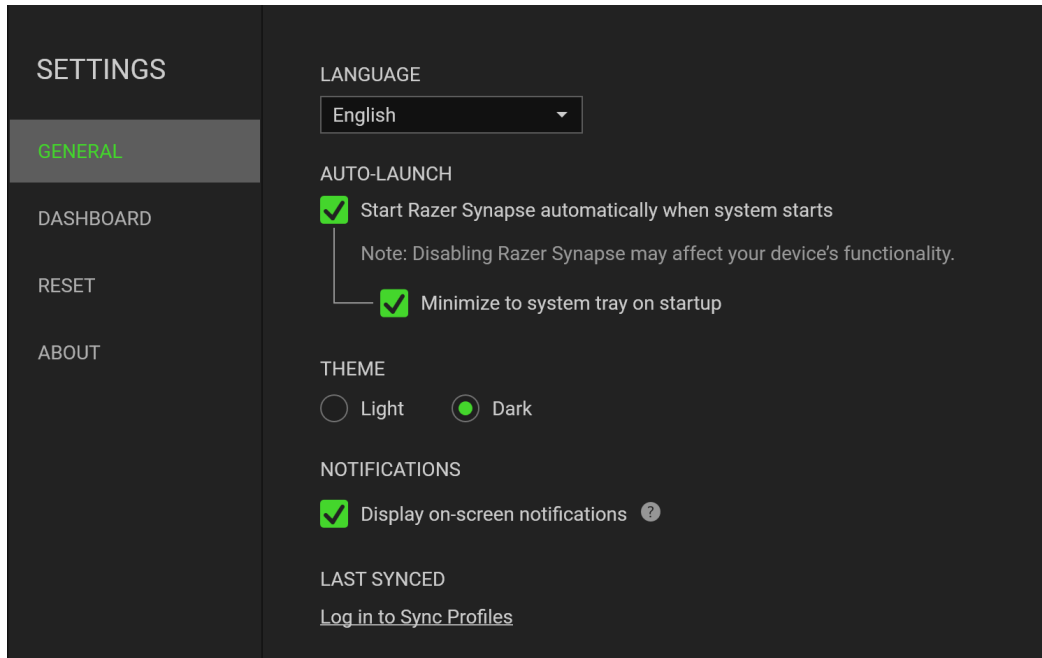 SETTINGS
GENERAL
DASHBOARD
RESET
ABOUT
LANGUAGE
English
AUTO-LAUNCH
Start Razer Synapse automatically when system starts
Note: Disabling Razer Synapse may affect your device’s functionality.
Minimize to system tray on startup
THEME
Light Dark
NOTIFICATIONS
Display on-screen notifications ?
LAST SYNCED
Log in to Sync Profiles